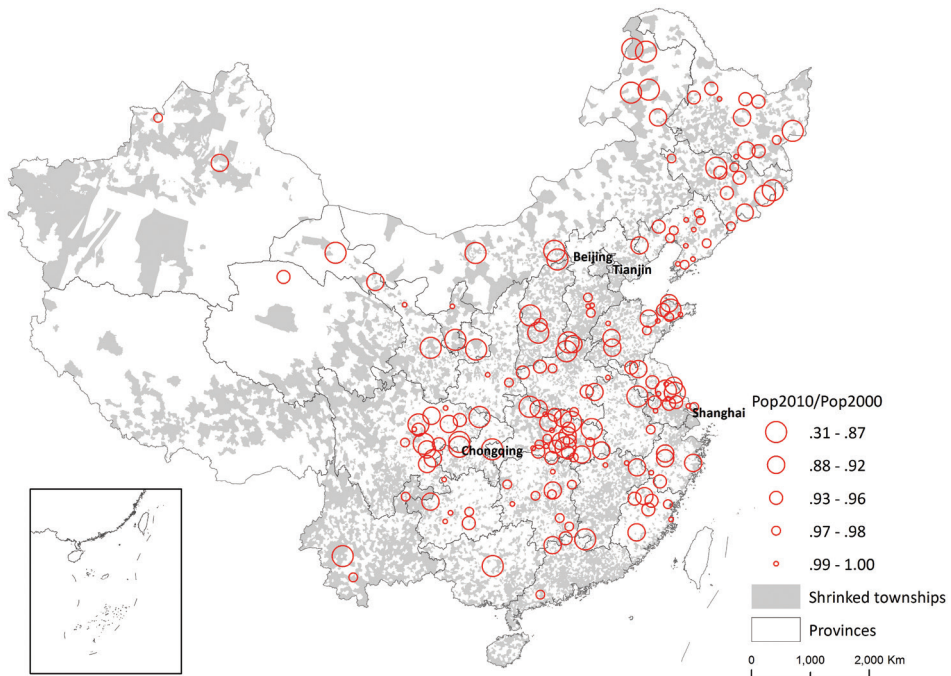 Beijing
Tianjin
Shanghai
Chongqing
Pop2010/Pop2000
.31 - .87
.88 - .92
.93 - .96
.97 - .98
.99 - 1.00
Shrinked townships
Provinces
0 1,000 2,000 Km